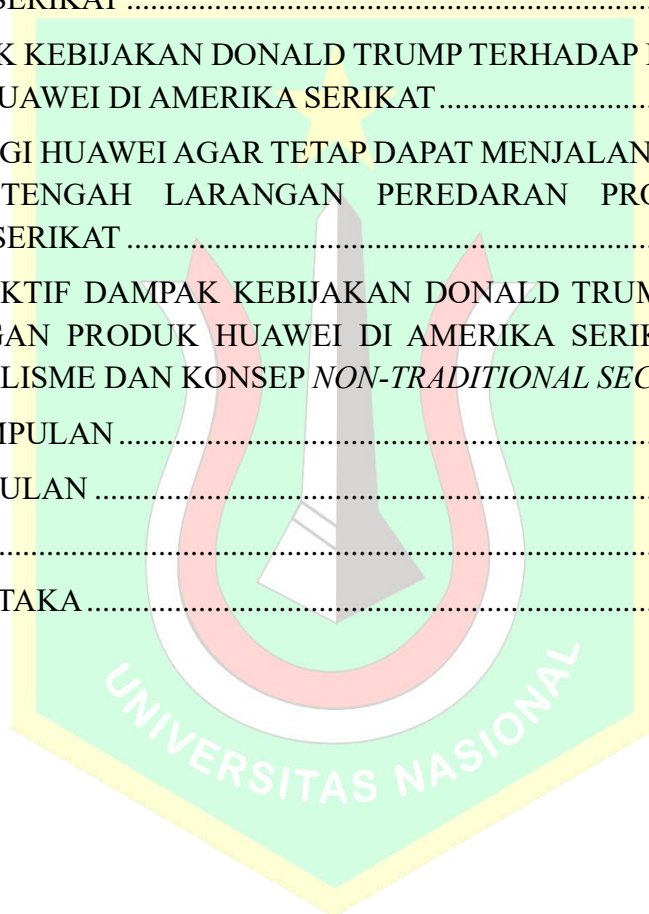 SERIKAT
K KEBIJAKAN DONALD TRUMP TERHADAP
UAWEI DI AMERIKA SERIKAT
GI HUAWEI AGAR TETAP DAPAT MENJALAN
TENGAH LARANGAN PEREDARAN PRO
SERIKAT
KTIF DAMPAK KEBIJAKAN DONALD TRUM
GAN PRODUK HUAWEI DI AMERIKA SERIK
LISME DAN KONSEP NON-TRADITIONAL SEC
MPULAN
ULAN
TAKA
UNIVERSITAS NASIONAL